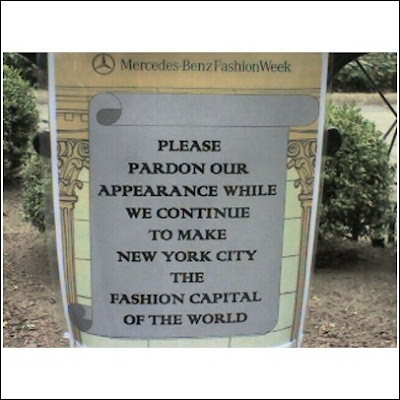 Mercedes-Benz FashionWeek
PLEASE
PARDON OUR
APPEARANCE WHILE
WE CONTINUE
TO MAKE
NEW YORK CITY
THE
FASHION CAPITAL
OF THE WORLD